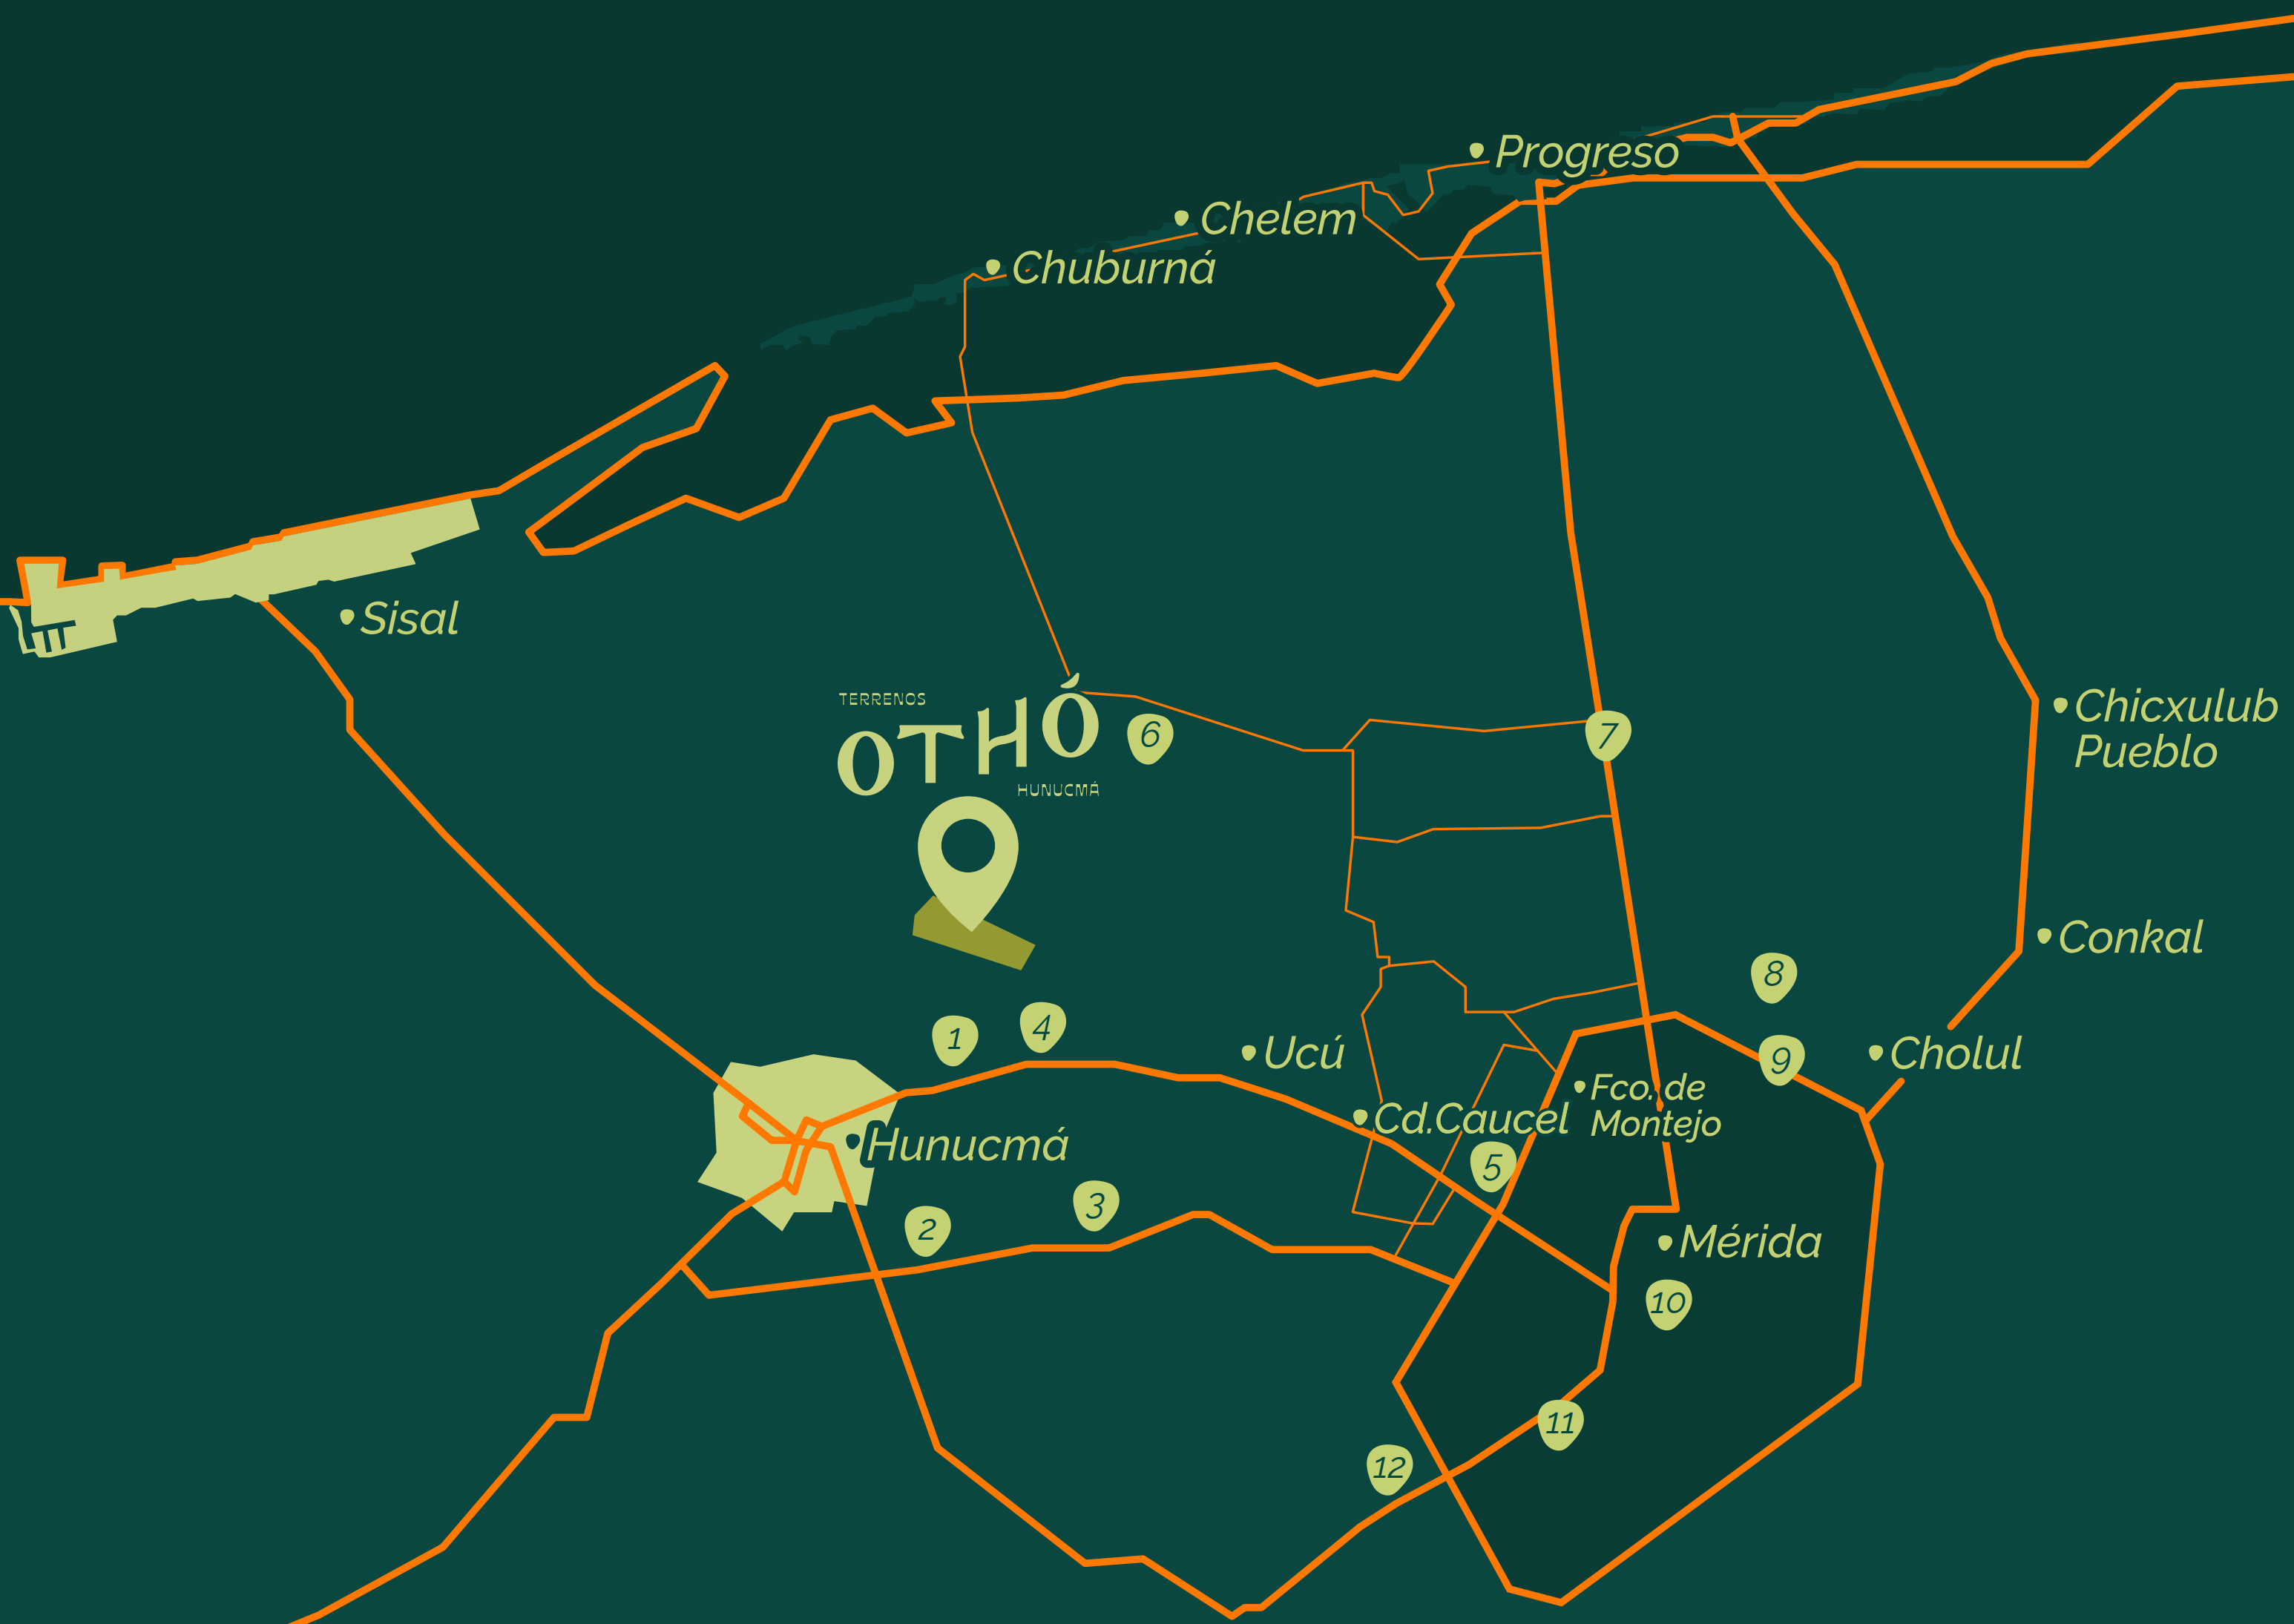 Progreso
Chelem
Chuburná
Sisal
TERRENOS
OTHÓ
HUNUCMÁ
6
7
Chicxulub
Pueblo
Conkal
8
1
4
Ucú
9
Cholul
Fco. de
Montejo
Cd.Caucel
Hunucmá
5
3
2
Mérida
10
11
12